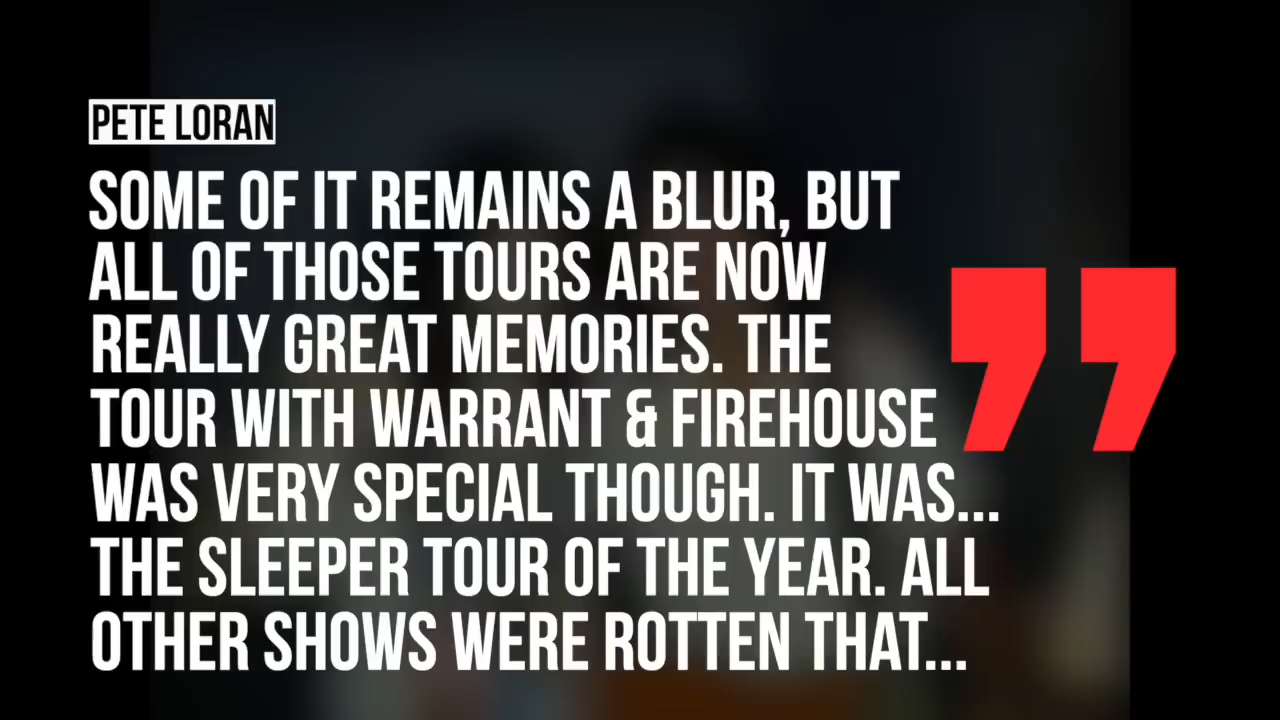 PETE LORAN
SOME OF IT REMAINS A BLUR, BUT
ALL OF THOSE TOURS ARE NOW
REALLY GREAT MEMORIES. THE
TOUR WITH WARRANT & FIREHOUSE
WAS VERY SPECIAL THOUGH. IT WAS...
THE SLEEPER TOUR OF THE YEAR. ALL
OTHER SHOWS WERE ROTTEN THAT...
”